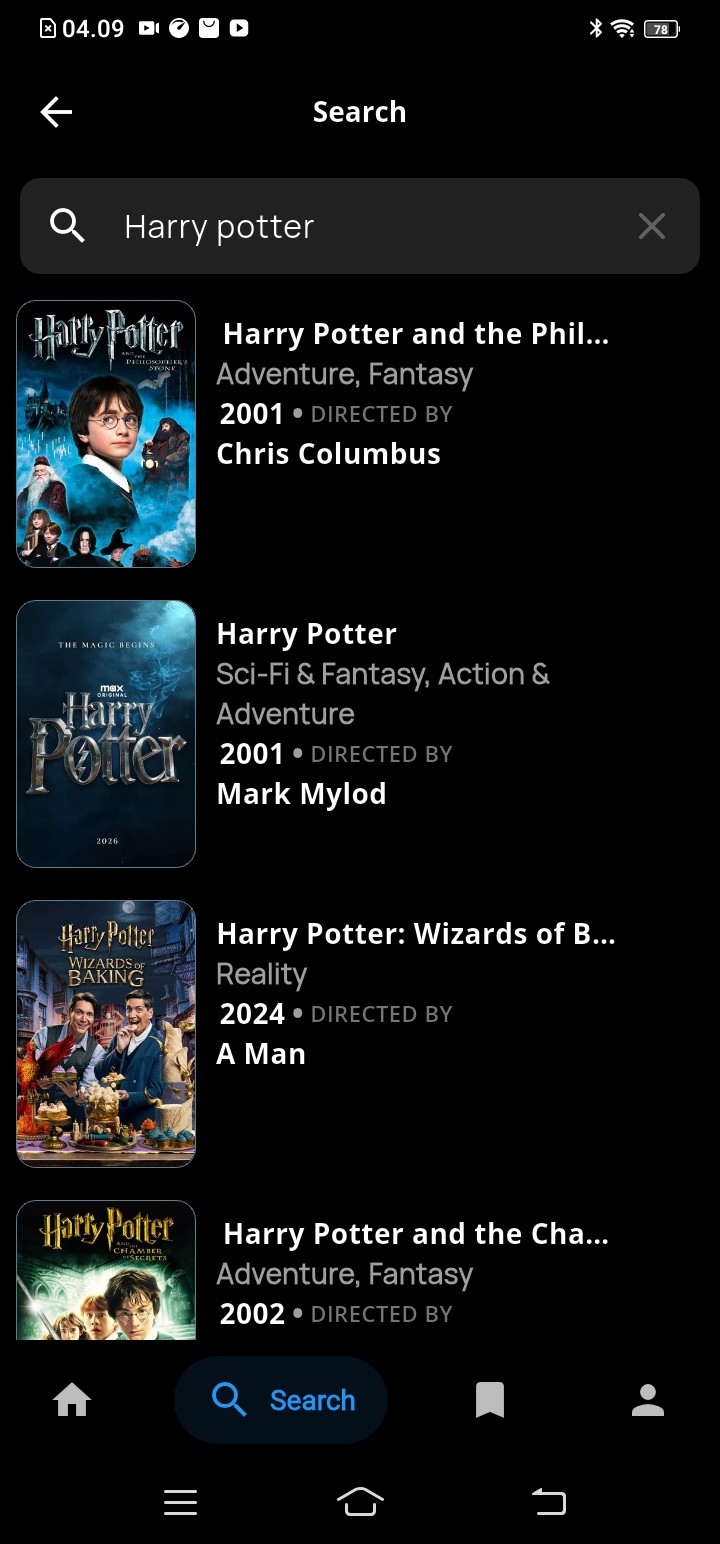 04.09
78
Search
Harry potter
Harry Potter
AND THE
PHILOSOPHER'S
STONE
Harry Potter and the Phil...
Adventure, Fantasy
2001 • DIRECTED BY
Chris Columbus
THE MAGIC BEGINS
max
ORIGINAL
Harry
Potter
2026
Harry Potter
Sci-Fi & Fantasy, Action &
Adventure
2001 • DIRECTED BY
Mark Mylod
Harry Potter
WIZARDS OF
BAKING
Harry Potter: Wizards of B...
Reality
2024 • DIRECTED BY
A Man
Harry Potter
AND THE
CHAMBER
OF SECRETS
Harry Potter and the Cha...
Adventure, Fantasy
2002 • DIRECTED BY
Search